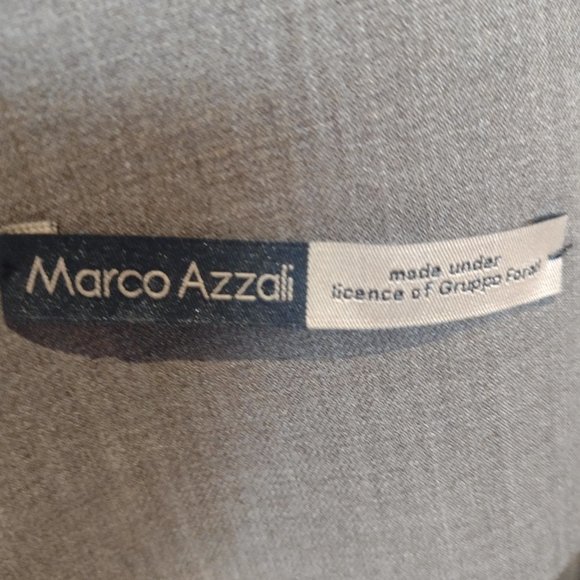 Marco Azzali
made under
licence of Gruppo Forall